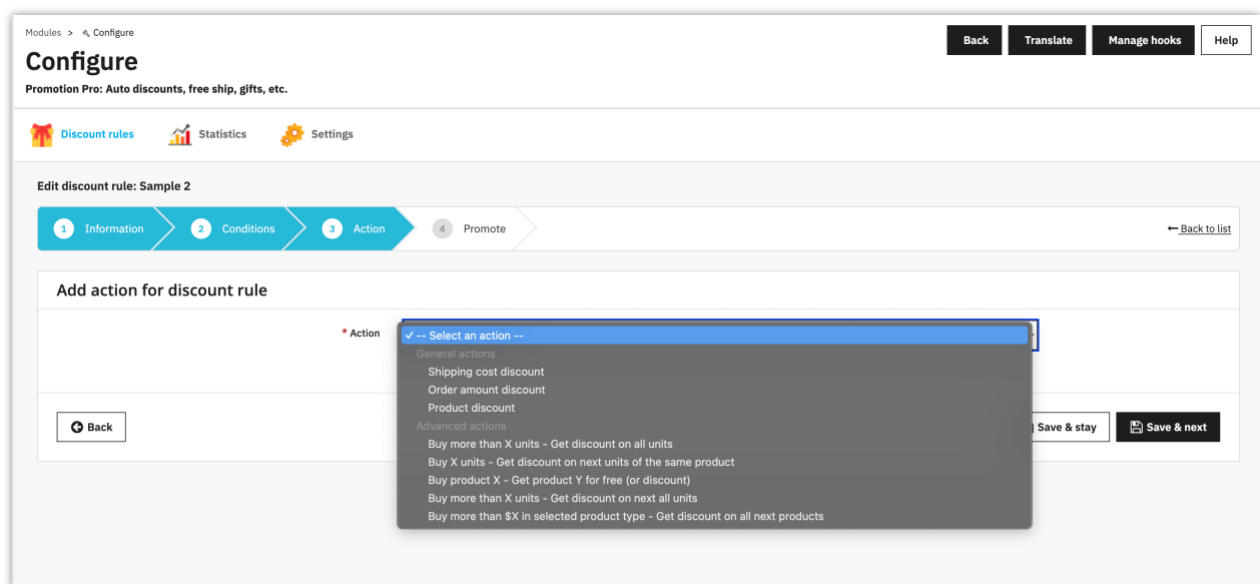 Modules > Configure
Back
Translate
Manage hooks
Help
Configure
Promotion Pro: Auto discounts, free ship, gifts, etc.
Discount rules
Statistics
Settings
Edit discount rule: Sample 2
1 Information
2 Conditions
3 Action
4 Promote
Back to list
Add action for discount rule
* Action
-- Select an action --
General actions
Shipping cost discount
Order amount discount
Product discount
Advanced actions
Buy more than X units - Get discount on all units
Buy X units - Get discount on next units of the same product
Buy product X - Get product Y for free (or discount)
Buy more than X units - Get discount on next all units
Buy more than $X in selected product type - Get discount on all next products
Back
Save & stay
Save & next